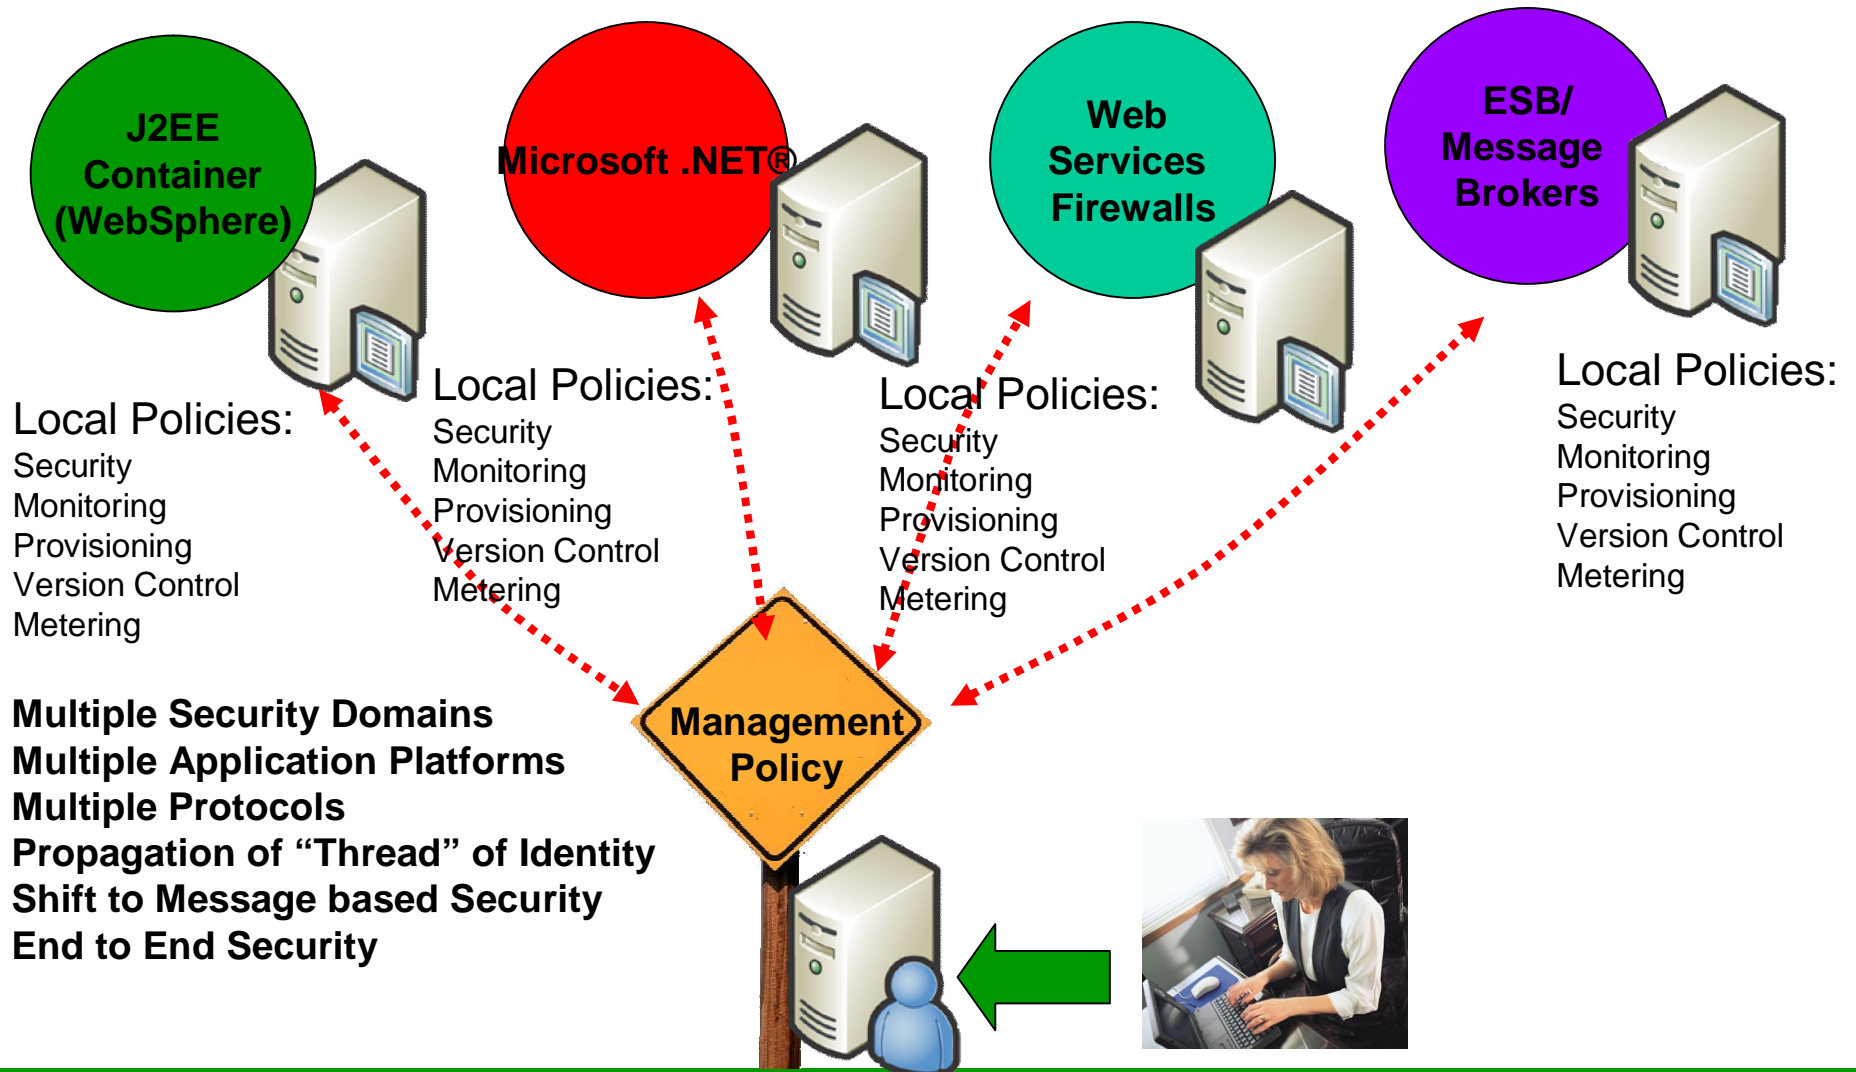 J2EE
Container
(WebSphere)
Microsoft .NET®
Web
Services
Firewalls
ESB/
Message
Brokers
Local Policies:
Security
Monitoring
Provisioning
Version Control
Metering
Local Policies:
Security
Monitoring
Provisioning
Version Control
Metering
Local Policies:
Security
Monitoring
Provisioning
Version Control
Metering
Local Policies:
Security
Monitoring
Provisioning
Version Control
Metering
Multiple Security Domains
Multiple Application Platforms
Multiple Protocols
Propagation of “Thread” of Identity
Shift to Message based Security
End to End Security
Management
Policy